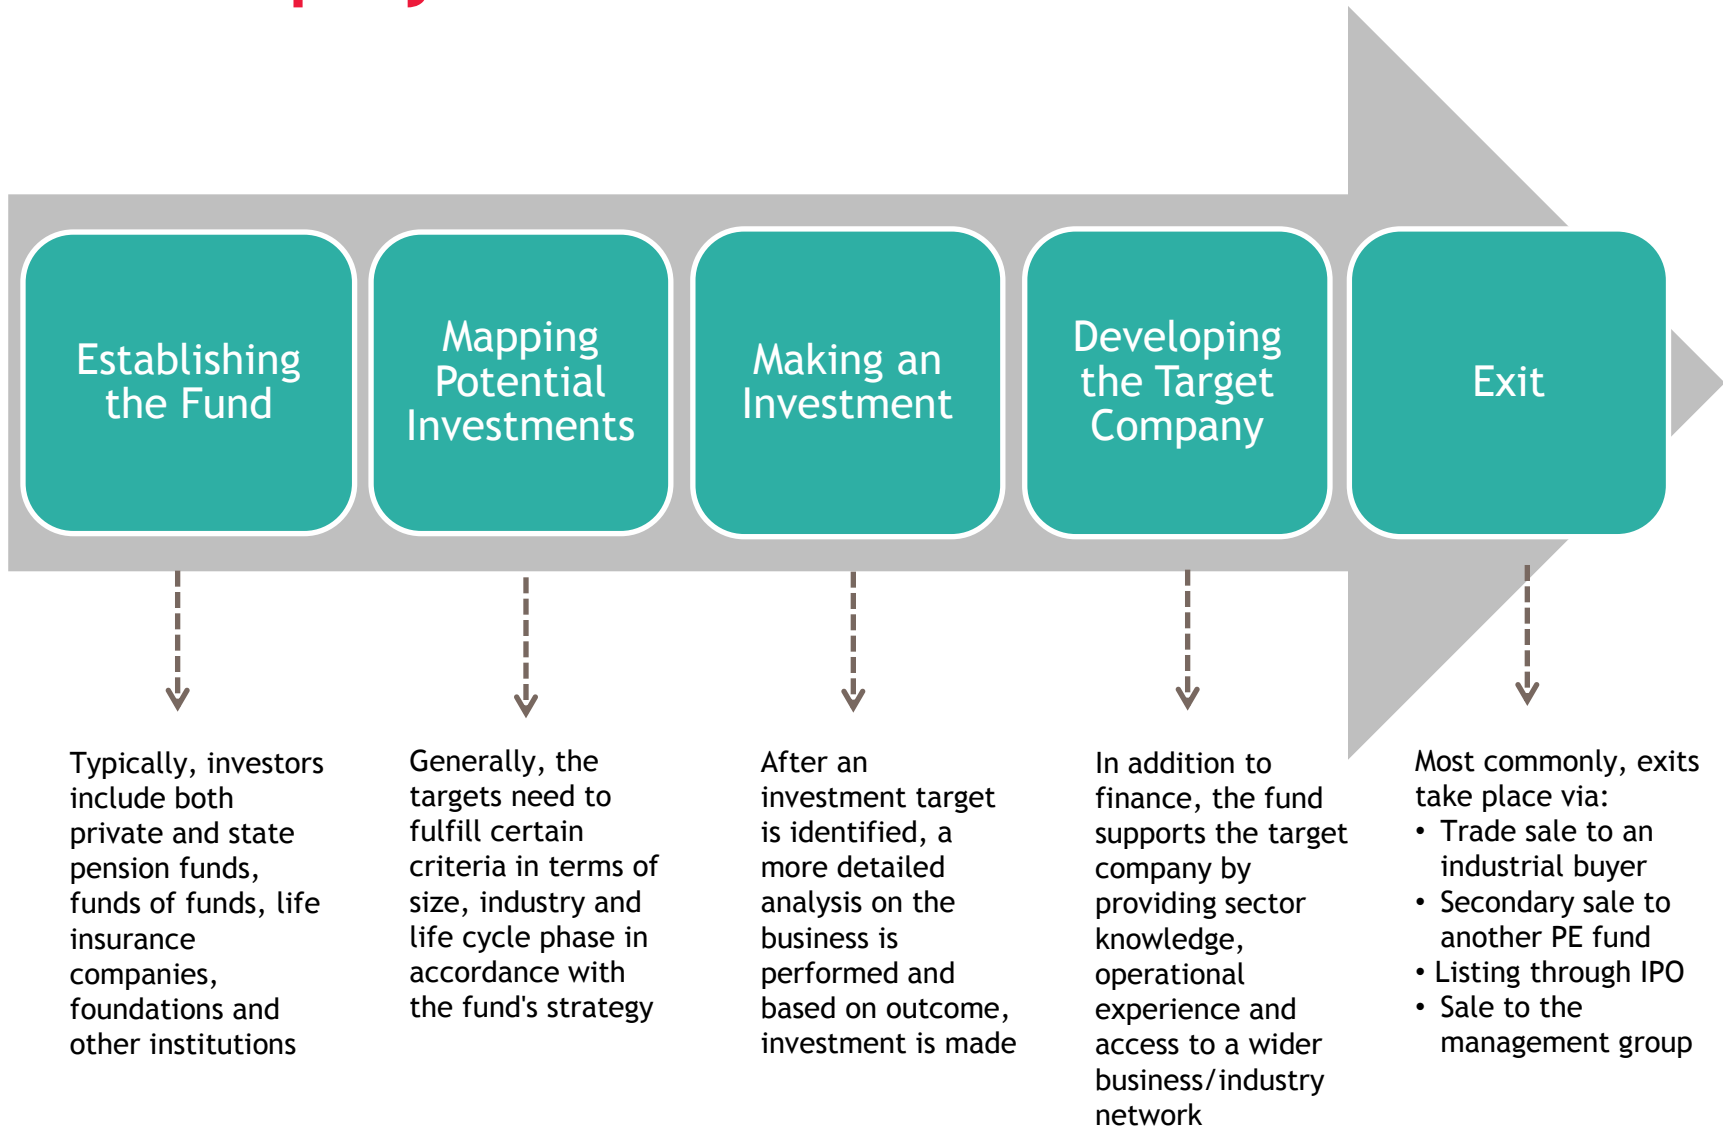 Establishing
the Fund
Mapping
Potential
Investments
Making an
Investment
Developing
the Target
Company
Exit
Typically, investors
include both
private and state
pension funds,
funds of funds, life
insurance
companies,
foundations and
other institutions
Generally, the
targets need to
fulfill certain
criteria in terms of
size, industry and
life cycle phase in
accordance with
the fund's strategy
After an
investment target
is identified, a
more detailed
analysis on the
business is
performed and
based on outcome,
investment is made
In addition to
finance, the fund
supports the target
company by
providing sector
knowledge,
operational
experience and
access to a wider
business/industry
network
Most commonly, exits
take place via:
• Trade sale to an
industrial buyer
• Secondary sale to
another PE fund
• Listing through IPO
• Sale to the
management group